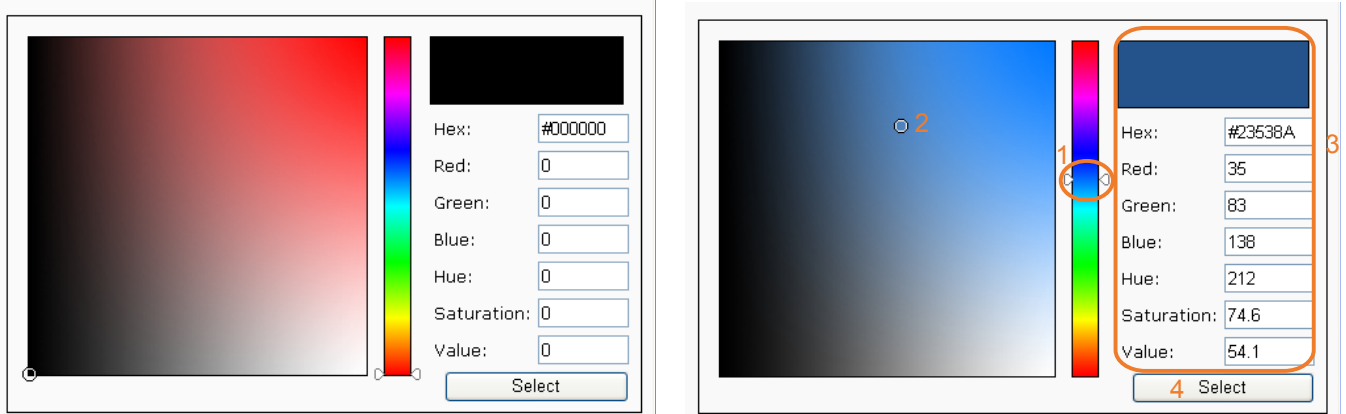 Hex: #000000
Red: 0
Green: 0
Blue: 0
Hue: 0
Saturation: 0
Value: 0
Select
1
2
3
Hex: #23538A
Red: 35
Green: 83
Blue: 138
Hue: 212
Saturation: 74.6
Value: 54.1
4 Select